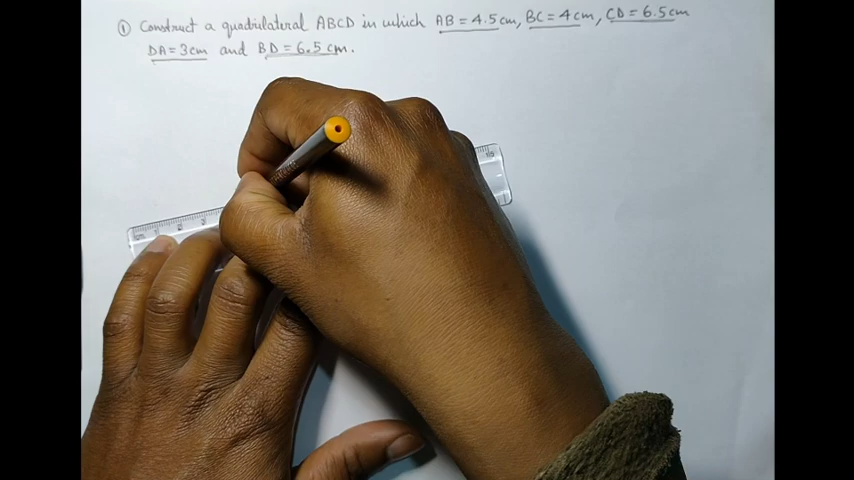 ① Construct a quadrilateral ABCD in which AB = 4.5 cm, BC = 4 cm, CD = 6.5 cm
DA = 3 cm and BD = 6.5 cm.